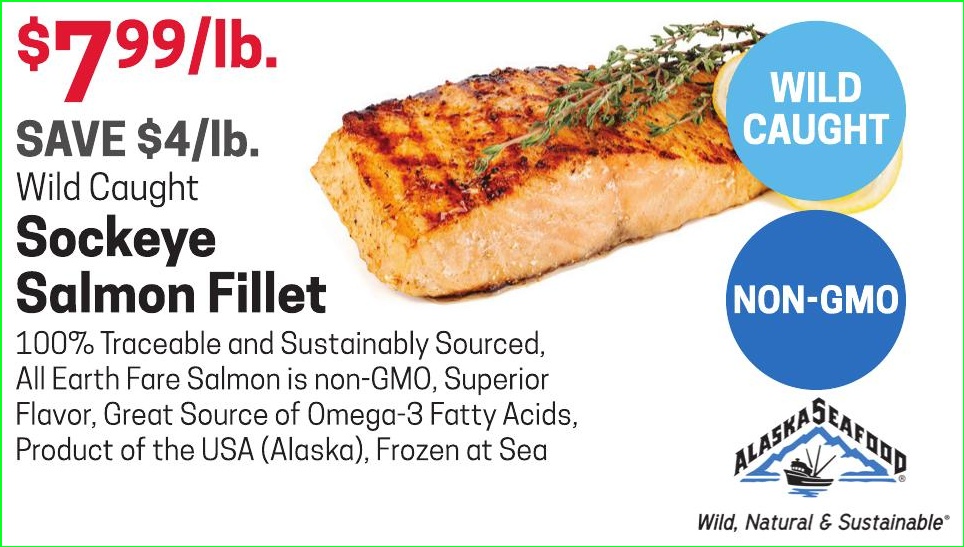 $7.99/lb.
SAVE $4/lb.
Wild Caught
Sockeye
Salmon Fillet
100% Traceable and Sustainably Sourced,
All Earth Fare Salmon is non-GMO, Superior
Flavor, Great Source of Omega-3 Fatty Acids,
Product of the USA (Alaska), Frozen at Sea
WILD
CAUGHT
NON-GMO
ALASKA SEAFOOD®
Wild, Natural & Sustainable®